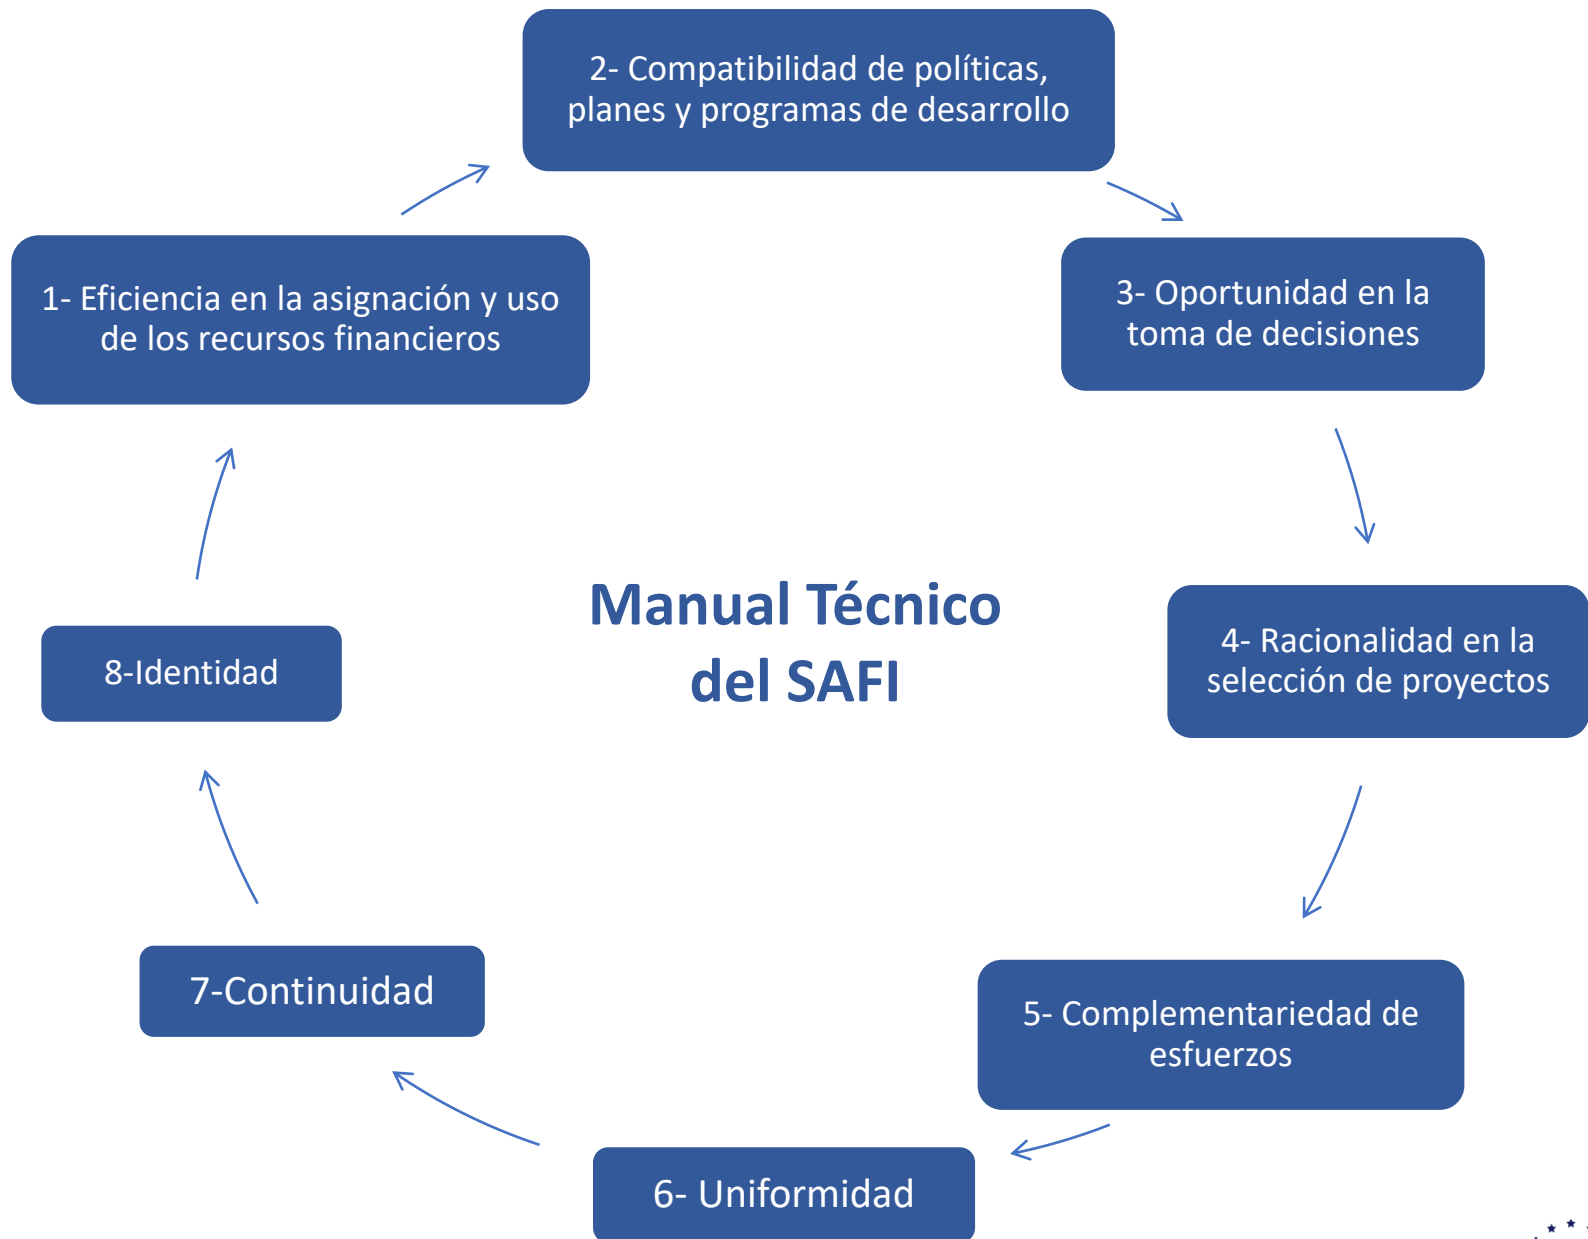 2- Compatibilidad de políticas,
planes y programas de desarrollo
1- Eficiencia en la asignación y uso
de los recursos financieros
3- Oportunidad en la
toma de decisiones
Manual Técnico
del SAFI
4- Racionalidad en la
selección de proyectos
8-Identidad
7-Continuidad
5- Complementariedad de
esfuerzos
6- Uniformidad